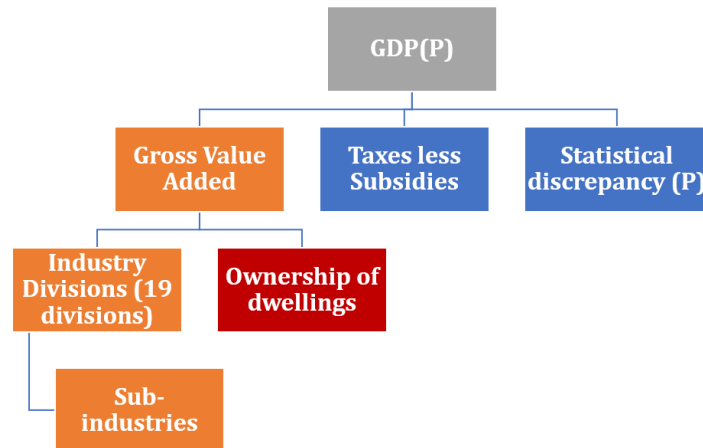 GDP(P)
Gross Value
Added
Taxes less
Subsidies
Statistical
discrepancy (P)
Industry
Divisions (19
divisions)
Ownership of
dwellings
Sub-
industries